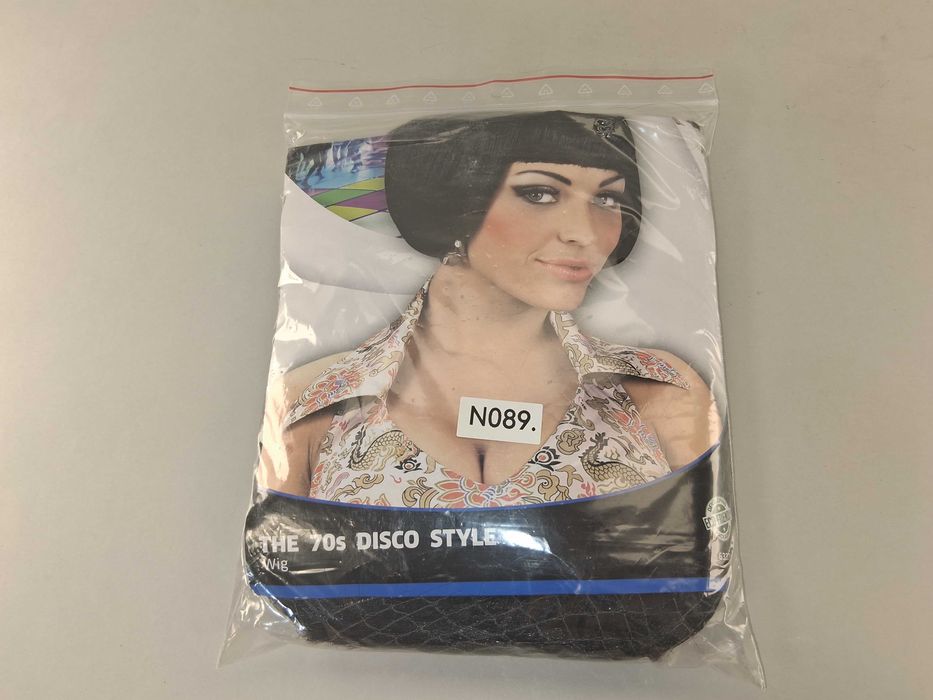 N089.
THE 70s DISCO STYLE
Wig